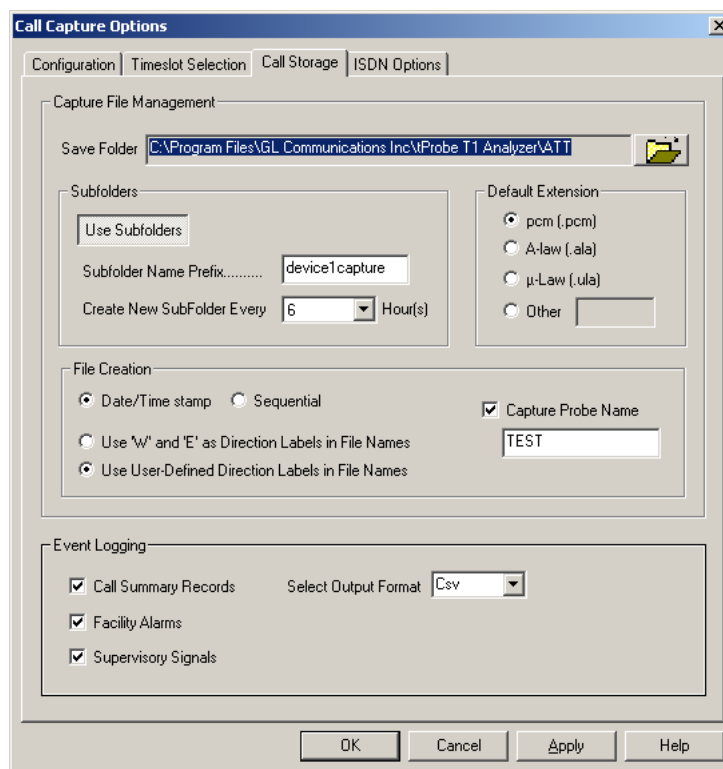 Call Capture Options
Configuration Timeslot Selection Call Storage ISDN Options
Capture File Management
Save Folder C:\Program Files\GL Communications Inc\tProbe T1 Analyzer\ATT
Subfolders
Use Subfolders
Subfolder Name Prefix.......... device1capture
Create New SubFolder Every 6 Hour(s)
Default Extension
pcm (.pcm)
A-law (.ala)
µ-Law (.ula)
Other
File Creation
Date/Time stamp Sequential
Use 'W' and 'E' as Direction Labels in File Names
Use User-Defined Direction Labels in File Names
Capture Probe Name
TEST
Event Logging
Call Summary Records Select Output Format Csv
Facility Alarms
Supervisory Signals
OK Cancel Apply Help